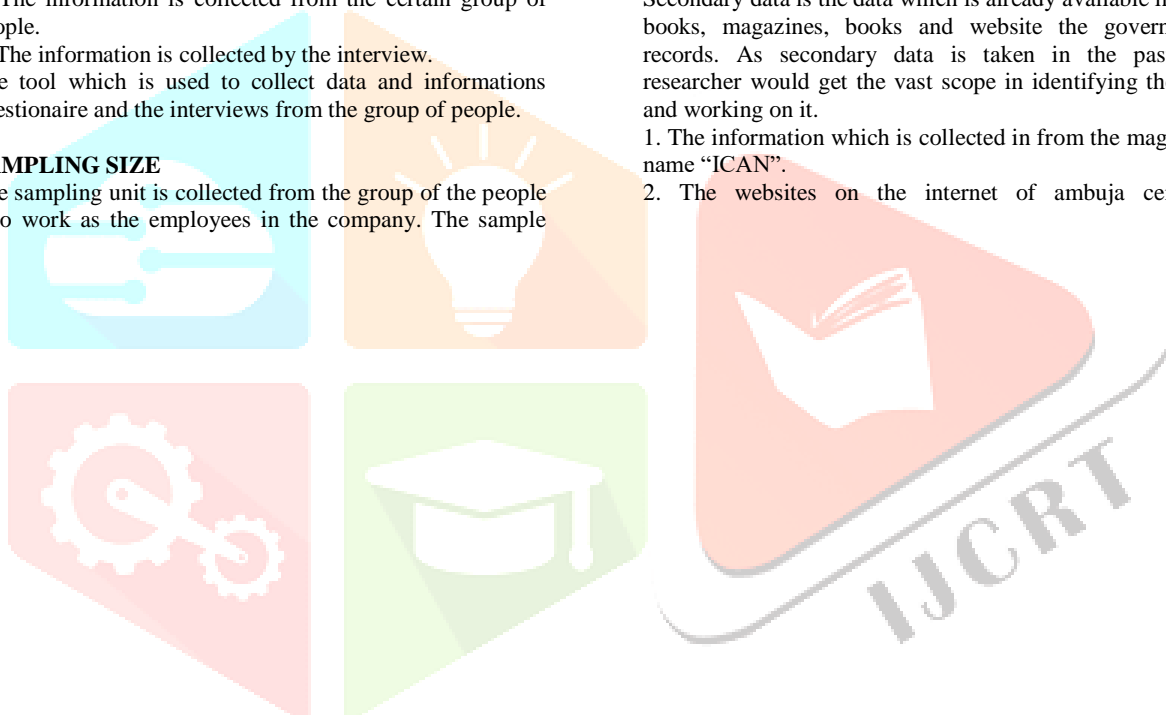 The information is collected from the certain group of
ople.
The information is collected by the interview.
e tool which is used to collect data and informations
estionaire and the interviews from the group of people.
AMPLING SIZE
e sampling unit is collected from the group of the people
o work as the employees in the company. The sample
Secondary data is the data which is already available
books, magazines, books and website the govern
records. As secondary data is taken in the pas
researcher would get the vast scope in identifying the
and working on it.
1. The information which is collected in from the mag
name “ICAN”.
2. The websites on the internet of ambuja ce
IJCRT